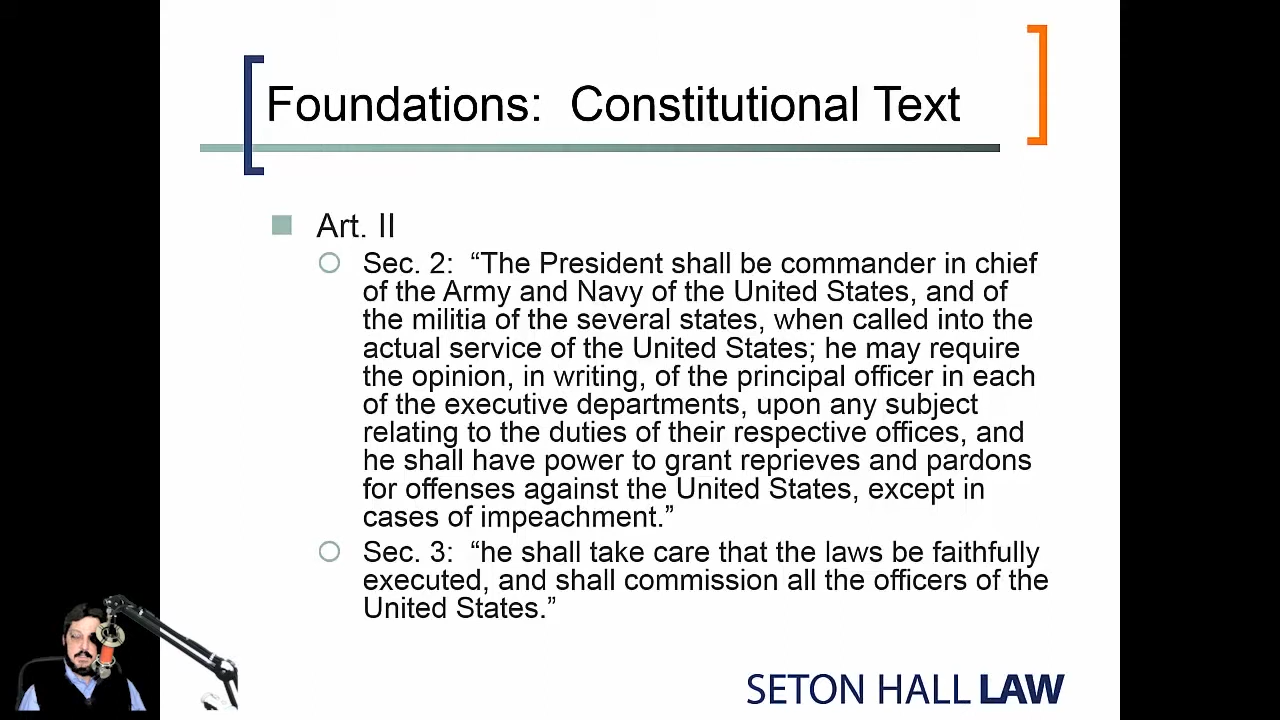 Foundations: Constitutional Text
Art. II
Sec. 2: “The President shall be commander in chief
of the Army and Navy of the United States, and of
the militia of the several states, when called into the
actual service of the United States; he may require
the opinion, in writing, of the principal officer in each
of the executive departments, upon any subject
relating to the duties of their respective offices, and
he shall have power to grant reprieves and pardons
for offenses against the United States, except in
cases of impeachment.”
Sec. 3: “he shall take care that the laws be faithfully
executed, and shall commission all the officers of the
United States.”
SETON HALL LAW